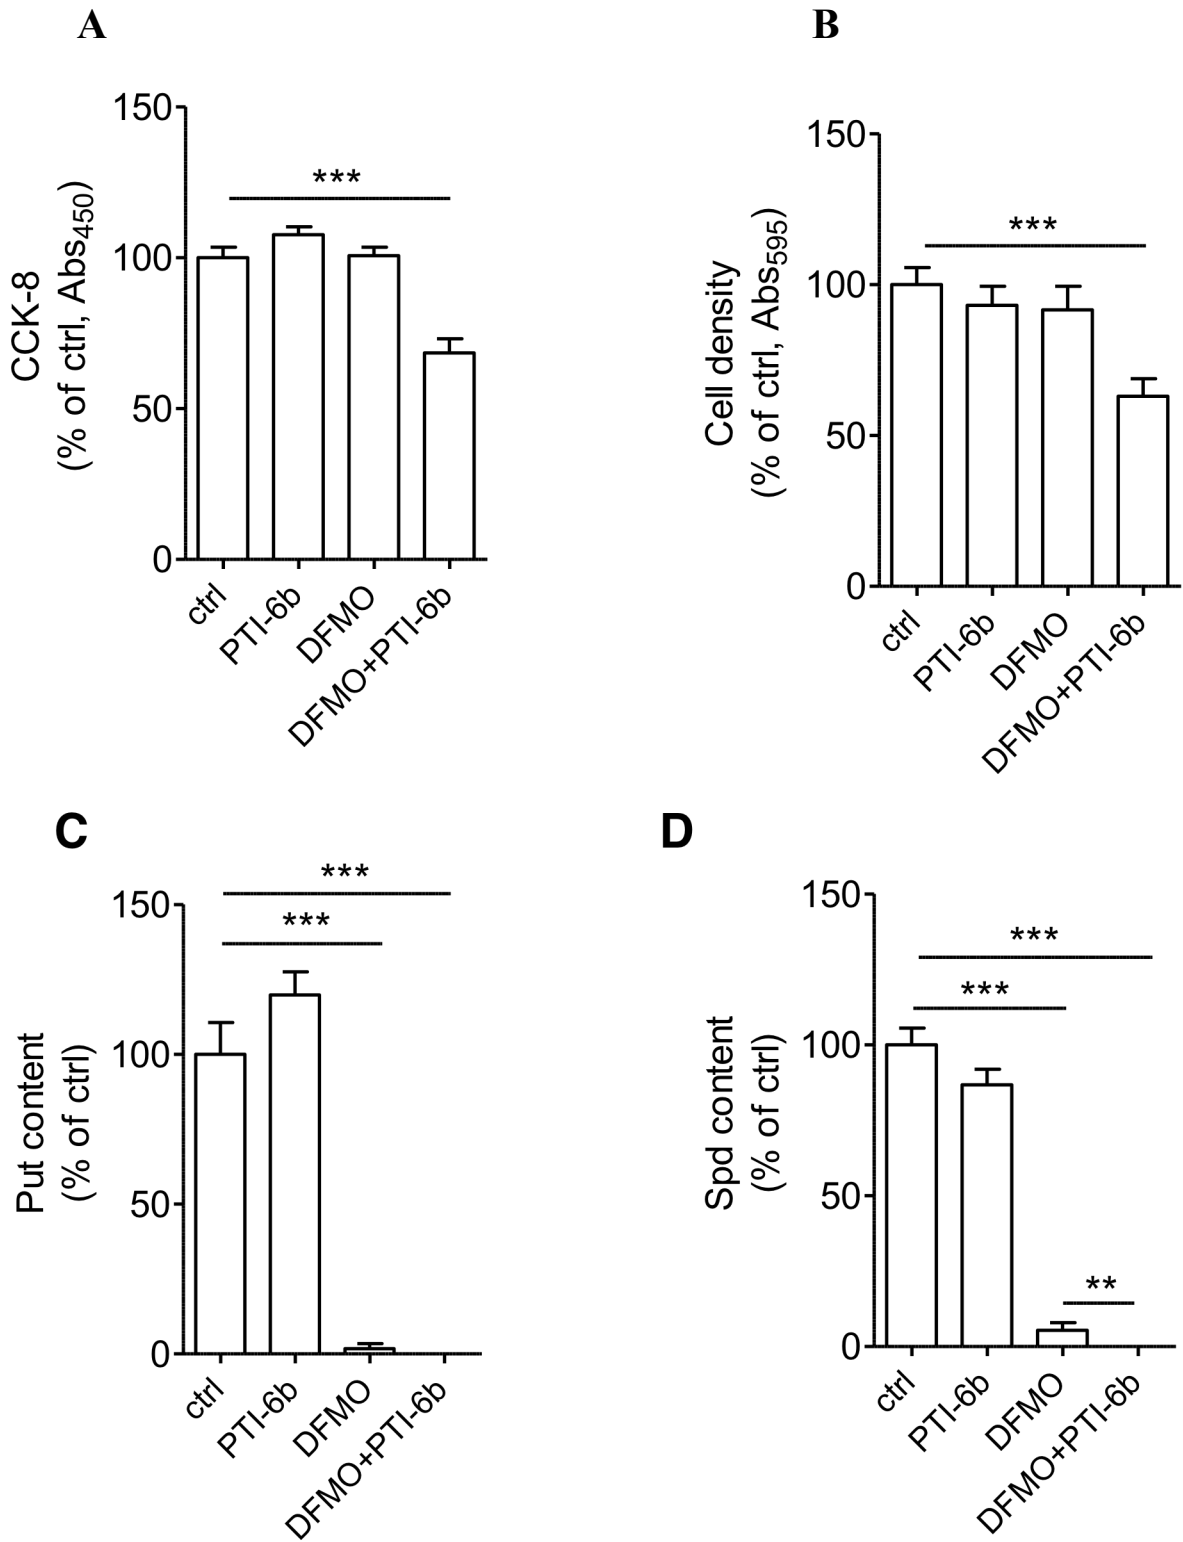 A
CCK-8
(% of ctrl, Abs450)
150
100
50
0
***
ctrl
PTI-6b
DFMO
DFMO+PTI-6b
B
Cell density
(% of ctrl, Abs595)
150
100
50
0
***
ctrl
PTI-6b
DFMO
DFMO+PTI-6b
C
Put content
(% of ctrl)
150
100
50
0
***
***
ctrl
PTI-6b
DFMO
DFMO+PTI-6b
D
Spd content
(% of ctrl)
150
100
50
0
***
***
**
ctrl
PTI-6b
DFMO
DFMO+PTI-6b